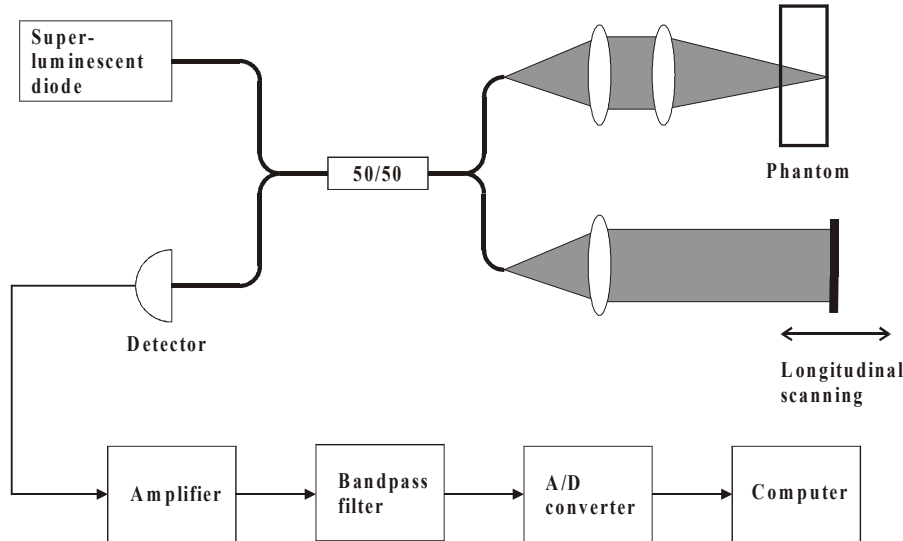 Super-
luminescent
diode
50/50
Phantom
Detector
Longitudinal
scanning
Amplifier
Bandpass
filter
A/D
converter
Computer